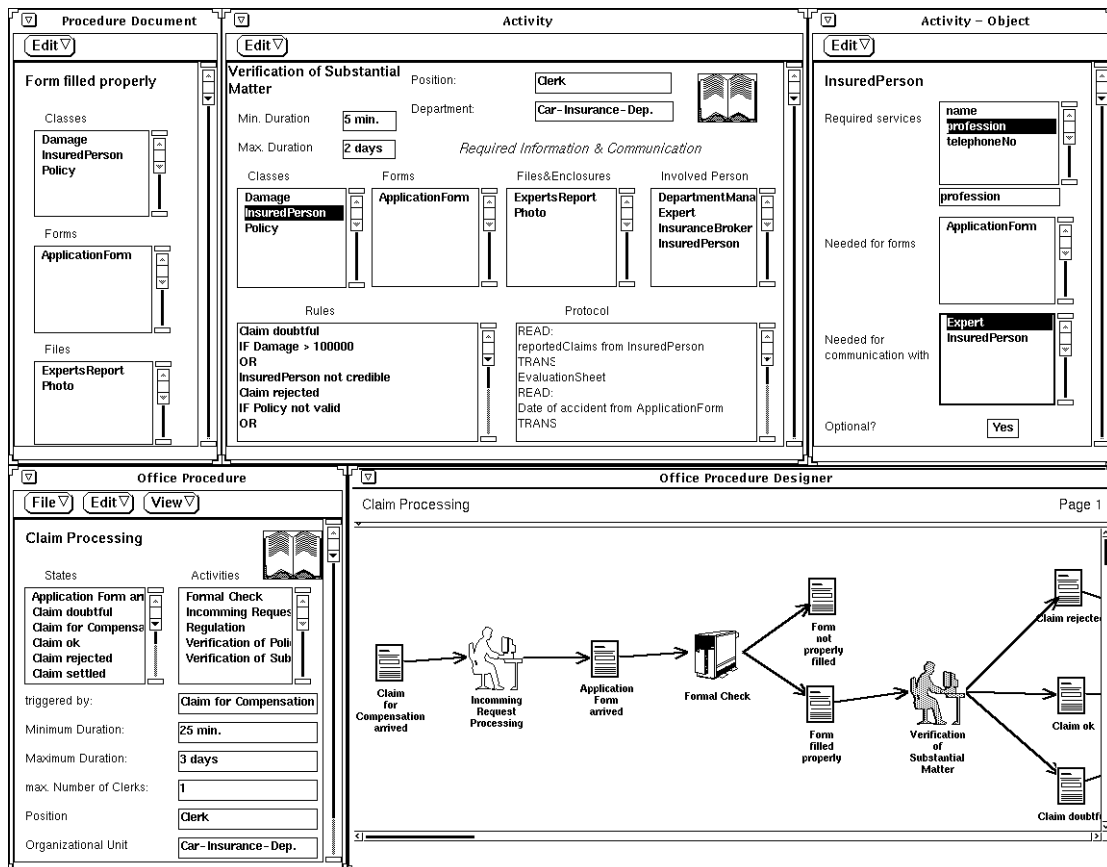 Procedure Document
Edit
Form filled properly
Classes
Damage
InsuredPerson
Policy
Forms
ApplicationForm
Files
ExpertsReport
Photo
Activity
Edit
Verification of Substantial
Matter
Position:
Clerk
Department:
Car-Insurance-Dep.
Min. Duration
5 min.
Max. Duration
2 days
Required Information & Communication
Classes
Damage
InsuredPerson
Policy
Forms
ApplicationForm
Files&Enclosures
ExpertsReport
Photo
Involved Person
DepartmentMana
Expert
InsuranceBroker
InsuredPerson
Rules
Claim doubtful
IF Damage > 100000
OR
InsuredPerson not credible
Claim rejected
IF Policy not valid
OR
Protocol
READ:
reportedClaims from InsuredPerson
TRANS
EvaluationSheet
READ:
Date of accident from ApplicationForm
TRANS
Activity - Object
Edit
InsuredPerson
Required services
name
profession
telephoneNo
profession
Needed for forms
ApplicationForm
Needed for
communication with
Expert
InsuredPerson
Optional?
Yes
Office Procedure
File
Edit
View
Claim Processing
States
Application Form arr
Claim doubtful
Claim for Compensa
Claim ok
Claim rejected
Claim settled
Activities
Formal Check
Incomming Reques
Regulation
Verification of Poli
Verification of Sub
triggered by:
Claim for Compensation
Minimum Duration:
25 min.
Maximum Duration:
3 days
max. Number of Clerks:
1
Position
Clerk
Organizational Unit
Car-Insurance-Dep.
Office Procedure Designer
Claim Processing
Page 1
Claim
for
Compensation
arrived
Incomming
Request
Processing
Application
Form
arrived
Formal Check
Form
not
properly
filled
Form
filled
properly
Verification
of
Substantial
Matter
Claim rejected
Claim ok
Claim doubtfu